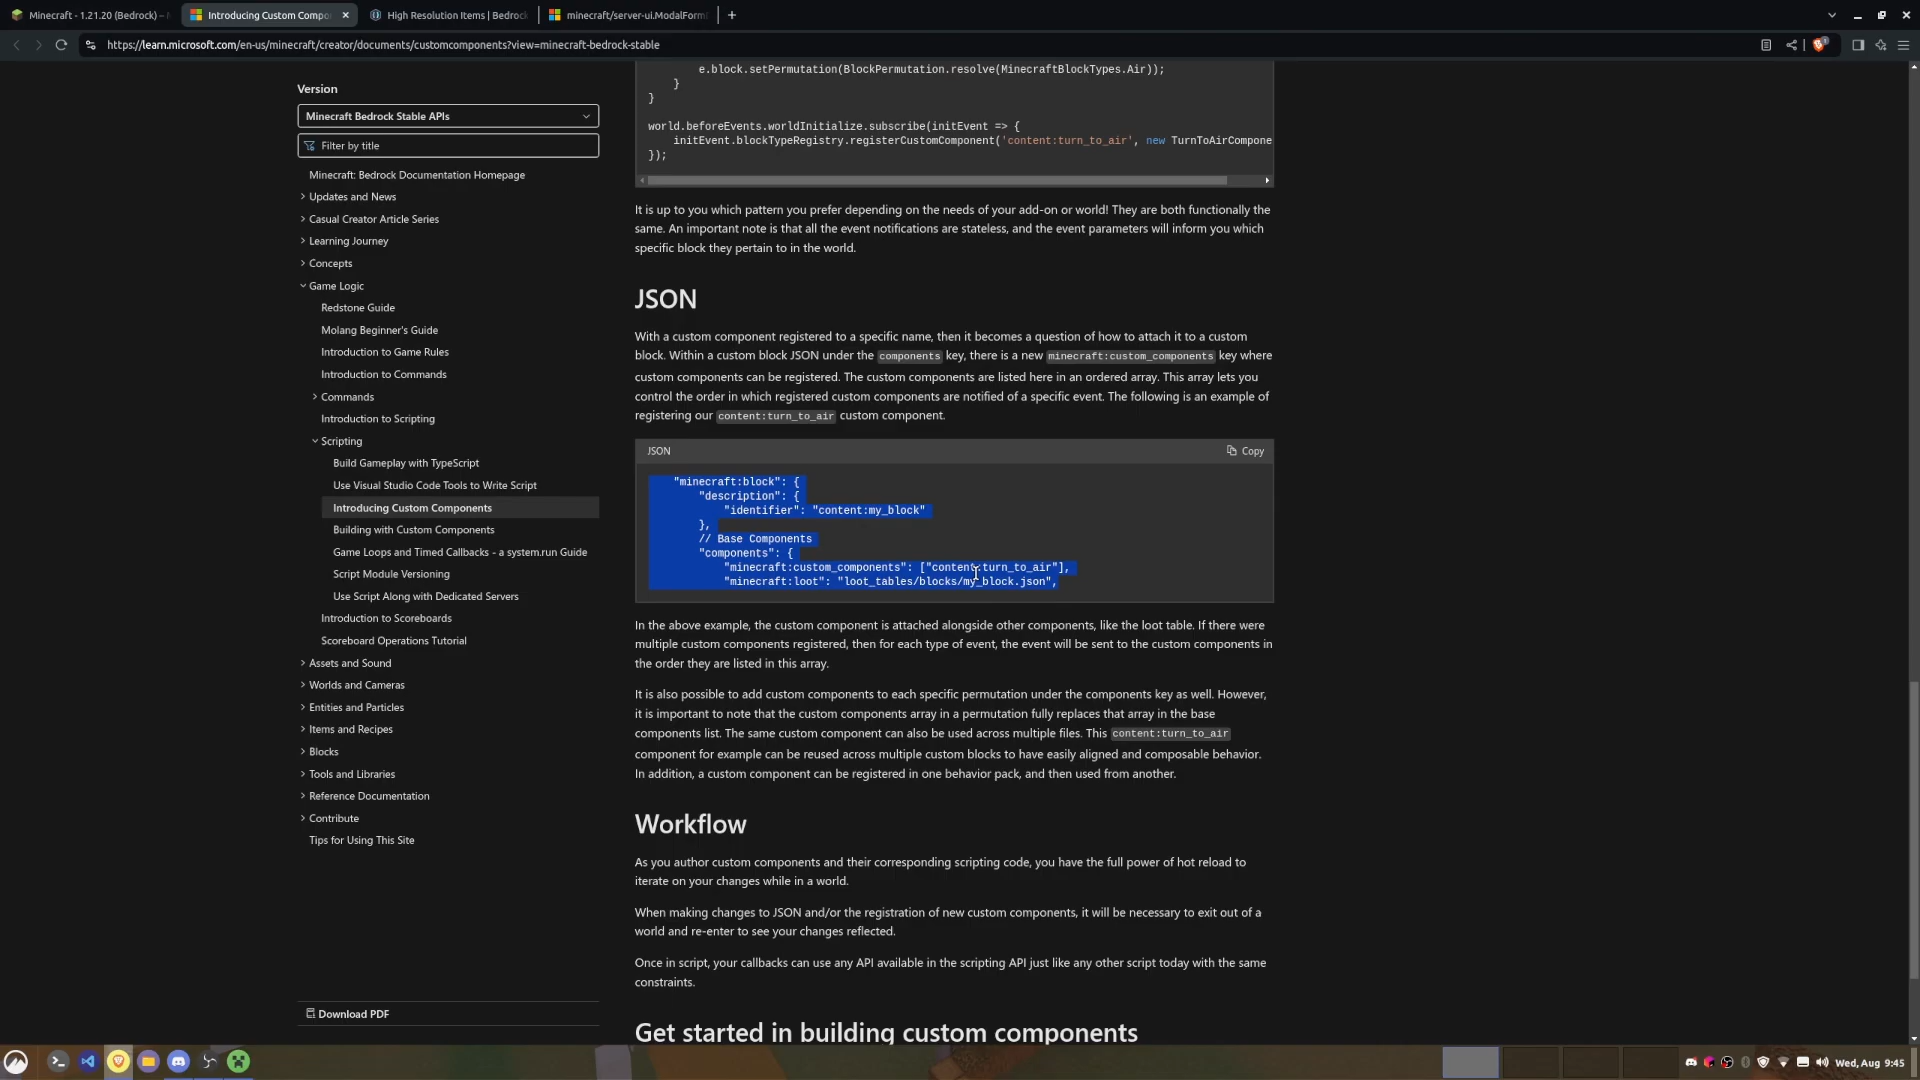 Minecraft - 1.21.20 (Bedrock) –
Introducing Custom Compo
High Resolution Items | Bedroc
minecraft/server-ui.ModalForm
https://learn.microsoft.com/en-us/minecraft/creator/documents/customcomponents?view=minecraft-bedrock-stable
Version
Minecraft Bedrock Stable APIs
Filter by title
Minecraft: Bedrock Documentation Homepage
Updates and News
Casual Creator Article Series
Learning Journey
Concepts
Game Logic
Redstone Guide
Molang Beginner's Guide
Introduction to Game Rules
Introduction to Commands
Commands
Introduction to Scripting
Scripting
Build Gameplay with TypeScript
Use Visual Studio Code Tools to Write Script
Introducing Custom Components
Building with Custom Components
Game Loops and Timed Callbacks - a system.run Guide
Script Module Versioning
Use Script Along with Dedicated Servers
Introduction to Scoreboards
Scoreboard Operations Tutorial
Assets and Sound
Worlds and Cameras
Entities and Particles
Items and Recipes
Blocks
Tools and Libraries
Reference Documentation
Contribute
Tips for Using This Site
Download PDF
e.block.setPermutation(BlockPermutation.resolve(MinecraftBlockTypes.Air));
}
}
world.beforeEvents.worldInitialize.subscribe(initEvent => {
initEvent.blockTypeRegistry.registerCustomComponent('content:turn_to_air', new TurnToAirCompone
});
It is up to you which pattern you prefer depending on the needs of your add-on or world! They are both functionally the
same. An important note is that all the event notifications are stateless, and the event parameters will inform you which
specific block they pertain to in the world.
JSON
With a custom component registered to a specific name, then it becomes a question of how to attach it to a custom
block. Within a custom block JSON under the components key, there is a new minecraft:custom_components key where
custom components can be registered. The custom components are listed here in an ordered array. This array lets you
control the order in which registered custom components are notified of a specific event. The following is an example of
registering our content:turn_to_air custom component.
JSON
Copy
"minecraft:block": {
"description": {
"identifier": "content:my_block"
},
// Base Components
"components": {
"minecraft:custom_components": ["content:turn_to_air"],
"minecraft:loot": "loot_tables/blocks/my_block.json",
In the above example, the custom component is attached alongside other components, like the loot table. If there were
multiple custom components registered, then for each type of event, the event will be sent to the custom components in
the order they are listed in this array.
It is also possible to add custom components to each specific permutation under the components key as well. However,
it is important to note that the custom components array in a permutation fully replaces that array in the base
components list. The same custom component can also be used across multiple files. This content:turn_to_air
component for example can be reused across multiple custom blocks to have easily aligned and composable behavior.
In addition, a custom component can be registered in one behavior pack, and then used from another.
Workflow
As you author custom components and their corresponding scripting code, you have the full power of hot reload to
iterate on your changes while in a world.
When making changes to JSON and/or the registration of new custom components, it will be necessary to exit out of a
world and re-enter to see your changes reflected.
Once in script, your callbacks can use any API available in the scripting API just like any other script today with the same
constraints.
Get started in building custom components
Wed, Aug 9:45